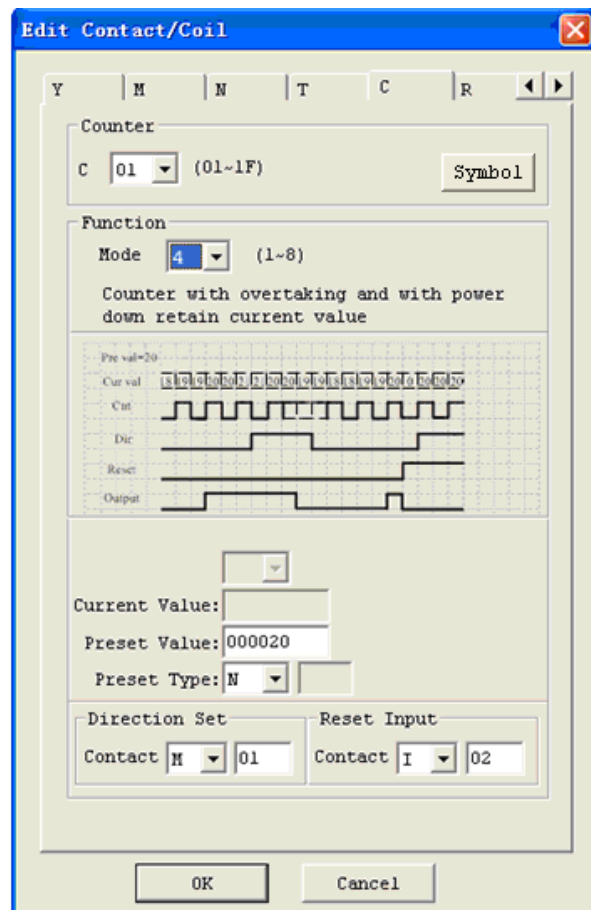 Edit Contact/Coil
Y M N T C R
Counter
C 01 (01~1F)
Symbol
Function
Mode 4 (1~8)
Counter with overtaking and with power
down retain current value
Pre val=20
Cur val
Cnt
Dir
Reset
Output
Current Value:
Preset Value: 000020
Preset Type: N
Direction Set
Contact M 01
Reset Input
Contact I 02
OK Cancel